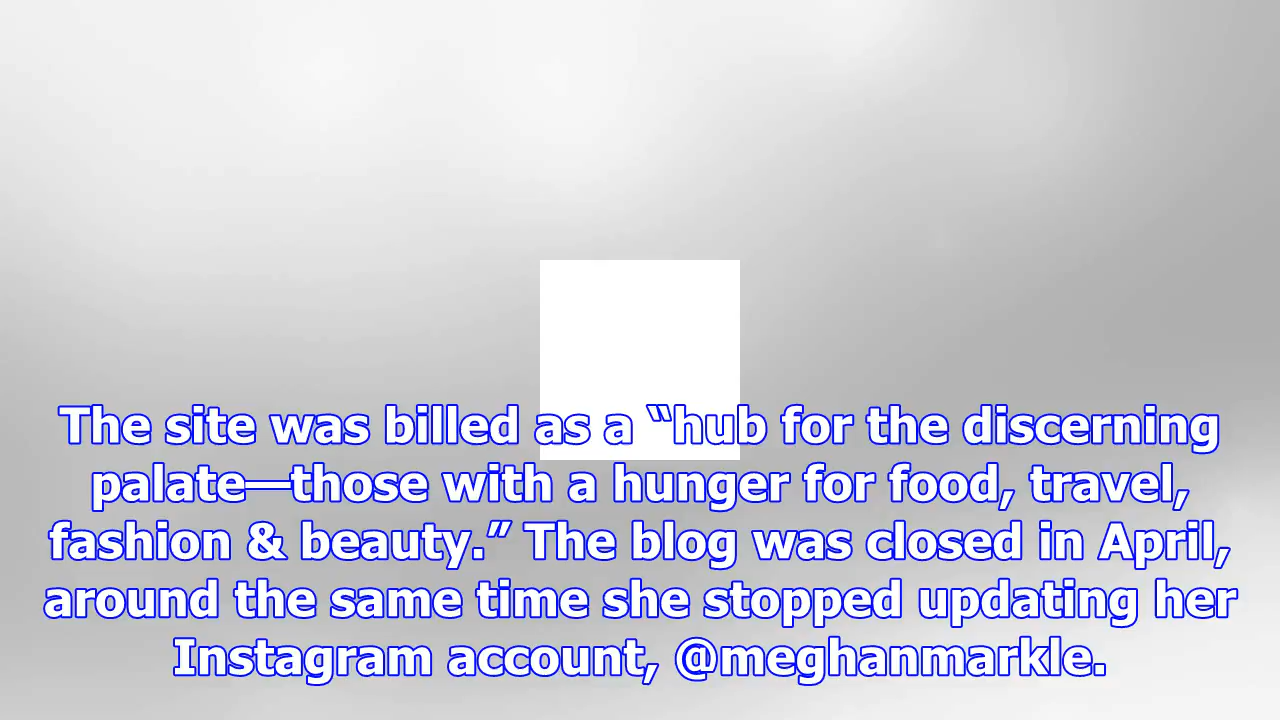 The site was billed as a “hub for the discerning
palate—those with a hunger for food, travel,
fashion & beauty.” The blog was closed in April,
around the same time she stopped updating her
Instagram account, @meghanmarkle.